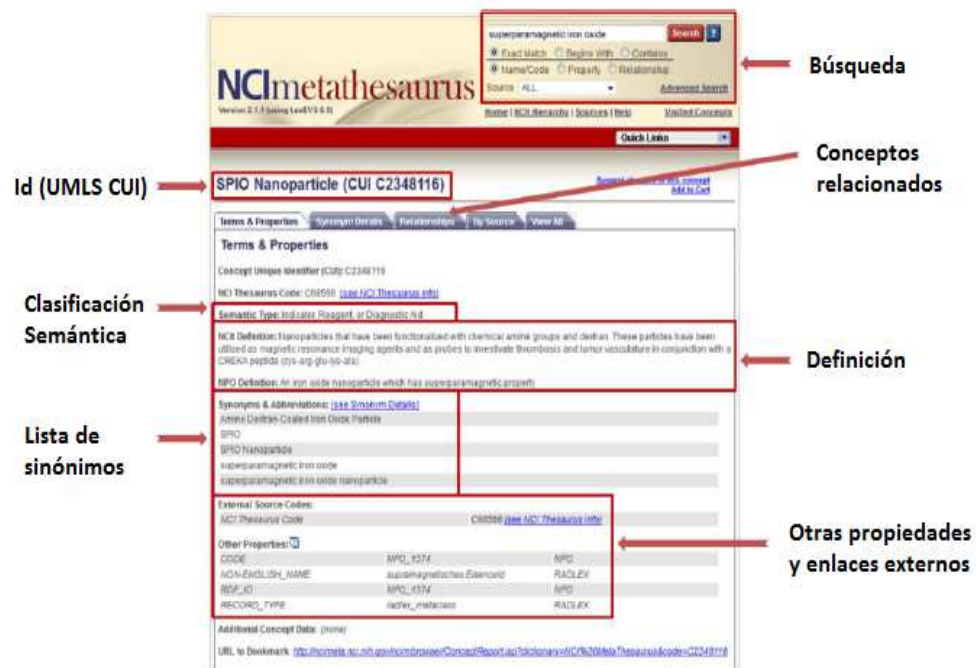 superparamagnetic iron oxide Search ?
Exact Match Begins With Contains
Name/Code Property Relationship
Source ALL Advanced Search
NCImetathesaurus
Home | NCIt Hierarchy | Sources | Help Visited Concepts
Quick Links
Búsqueda
Conceptos
relacionados
Id (UMLS CUI)
SPIO Nanoparticle (CUI C2348116)
Add to Cart
Terms & Properties Synonym Details Relationships By Source View All
Terms & Properties
Concept Unique Identifier (CUI): C2348116
NCI Thesaurus Code: C68566 (see NCI Thesaurus info)
Clasificación
Semántica
Semantic Type: Indicator, Reagent, or Diagnostic Aid
NCIt Definition: Nanoparticles that have been functionalized with chemical amine groups and dextran. These particles have been
utilized as magnetic resonance imaging agents and as probes to investigate thrombosis and tumor vasculature in conjunction with a
CREKA peptide (cys-arg-glu-lys-ala).
NPO Definition: An iron oxide nanoparticle which has superparamagnetic property.
Definición
Lista de
sinónimos
Synonyms & Abbreviations: (see Synonym Details)
Amine Dextran-Coated Iron Oxide Particle
SPIO
SPIO Nanoparticle
superparamagnetic iron oxide
superparamagnetic iron oxide nanoparticle
External Source Codes:
NCI Thesaurus Code C68566 (see NCI Thesaurus info)
Other Properties:
CODE NPO_1374 NPO
NON-ENGLISH_NAME RADLEX
RDF_ID NPO_1374 NPO
RECORD_TYPE radlex_metaclass RADLEX
Otras propiedades
y enlaces externos
Additional Concept Data: (none)
URL to Bookmark: